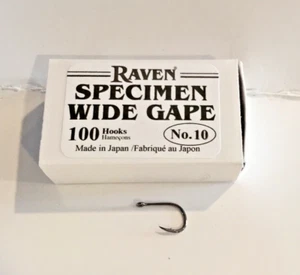 RAVEN®
SPECIMEN
WIDE GAPE
100 Hooks
Hameçons
No.10
Made in Japan /Fabriqué au Japon